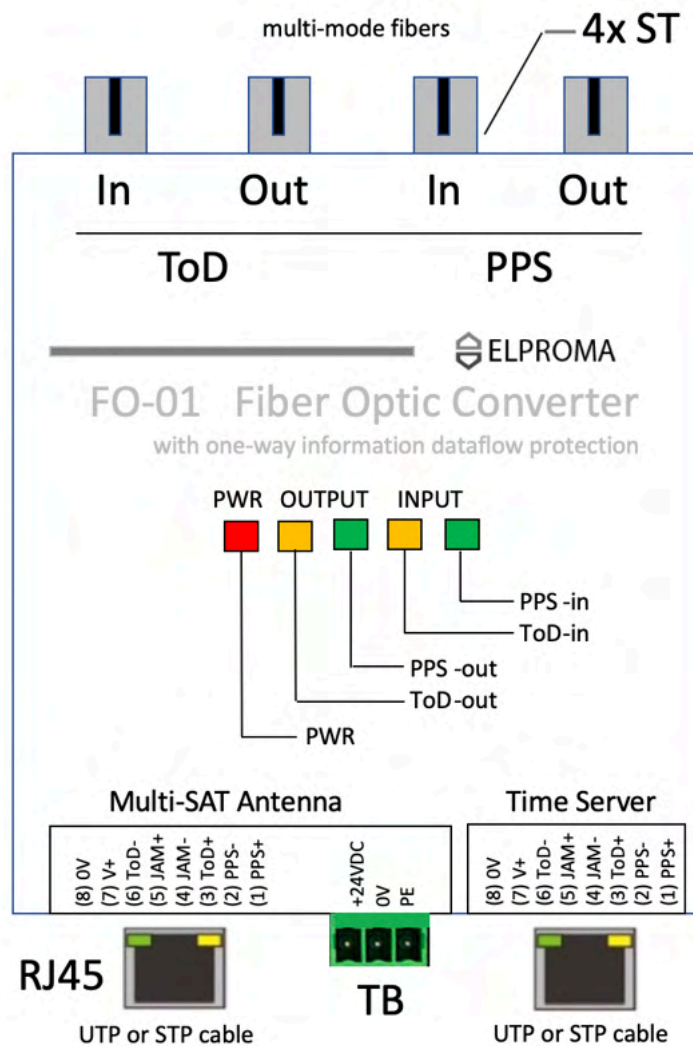 multi-mode fibers
4x ST
In Out In Out
ToD PPS
ELPROMA
FO-01 Fiber Optic Converter
with one-way information dataflow protection
PWR OUTPUT INPUT
PPS -in
ToD-in
PPS -out
ToD-out
PWR
Multi-SAT Antenna
Time Server
(8) 0V
(7) V+
(6) ToD-
(5) JAM+
(4) JAM-
(3) ToD+
(2) PPS-
(1) PPS+
+24VDC
0V
PE
(8) 0V
(7) V+
(6) ToD-
(5) JAM+
(4) JAM-
(3) ToD+
(2) PPS-
(1) PPS+
RJ45
TB
UTP or STP cable
UTP or STP cable